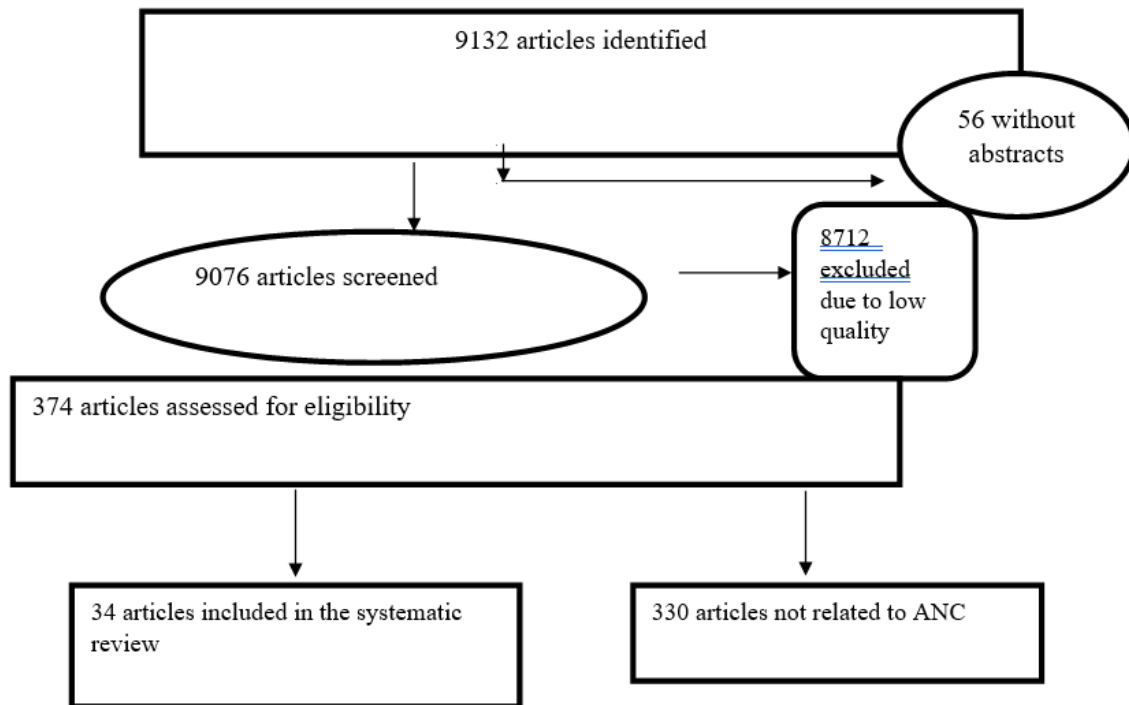 9132 articles identified
56 without
abstracts
9076 articles screened
8712
excluded
due to low
quality
374 articles assessed for eligibility
34 articles included in the systematic
review
330 articles not related to ANC